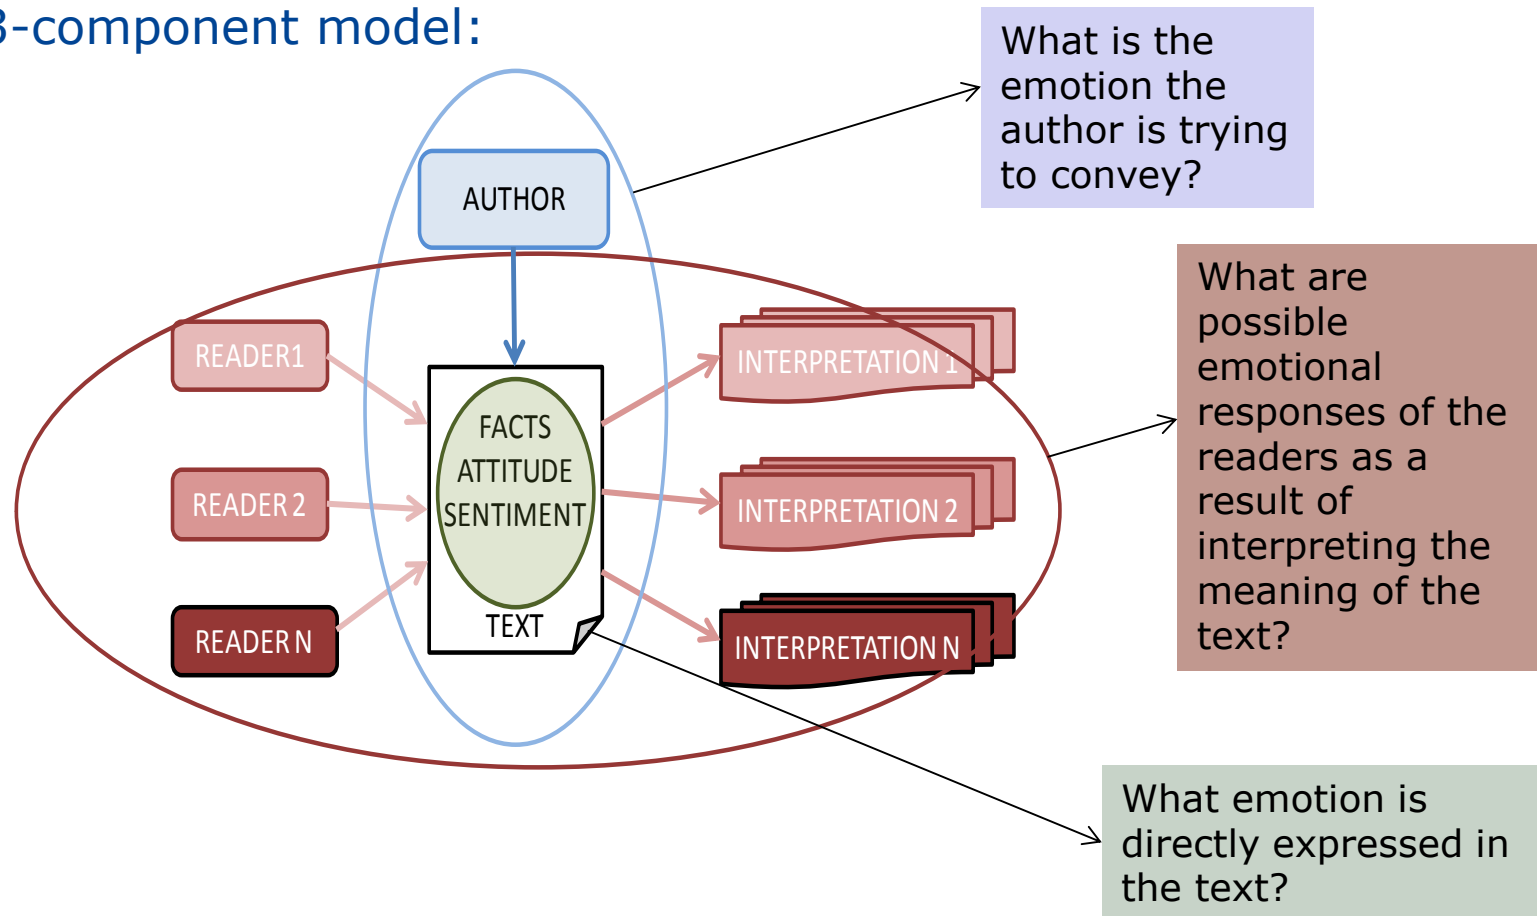 3-component model:
What is the
emotion the
author is trying
to convey?
AUTHOR
What are
possible
emotional
responses of the
readers as a
result of
interpreting the
meaning of the
text?
READER1
READER 2
READER N
FACTS
ATTITUDE
SENTIMENT
TEXT
INTERPRETATION 1
INTERPRETATION 2
INTERPRETATION N
What emotion is
directly expressed in
the text?